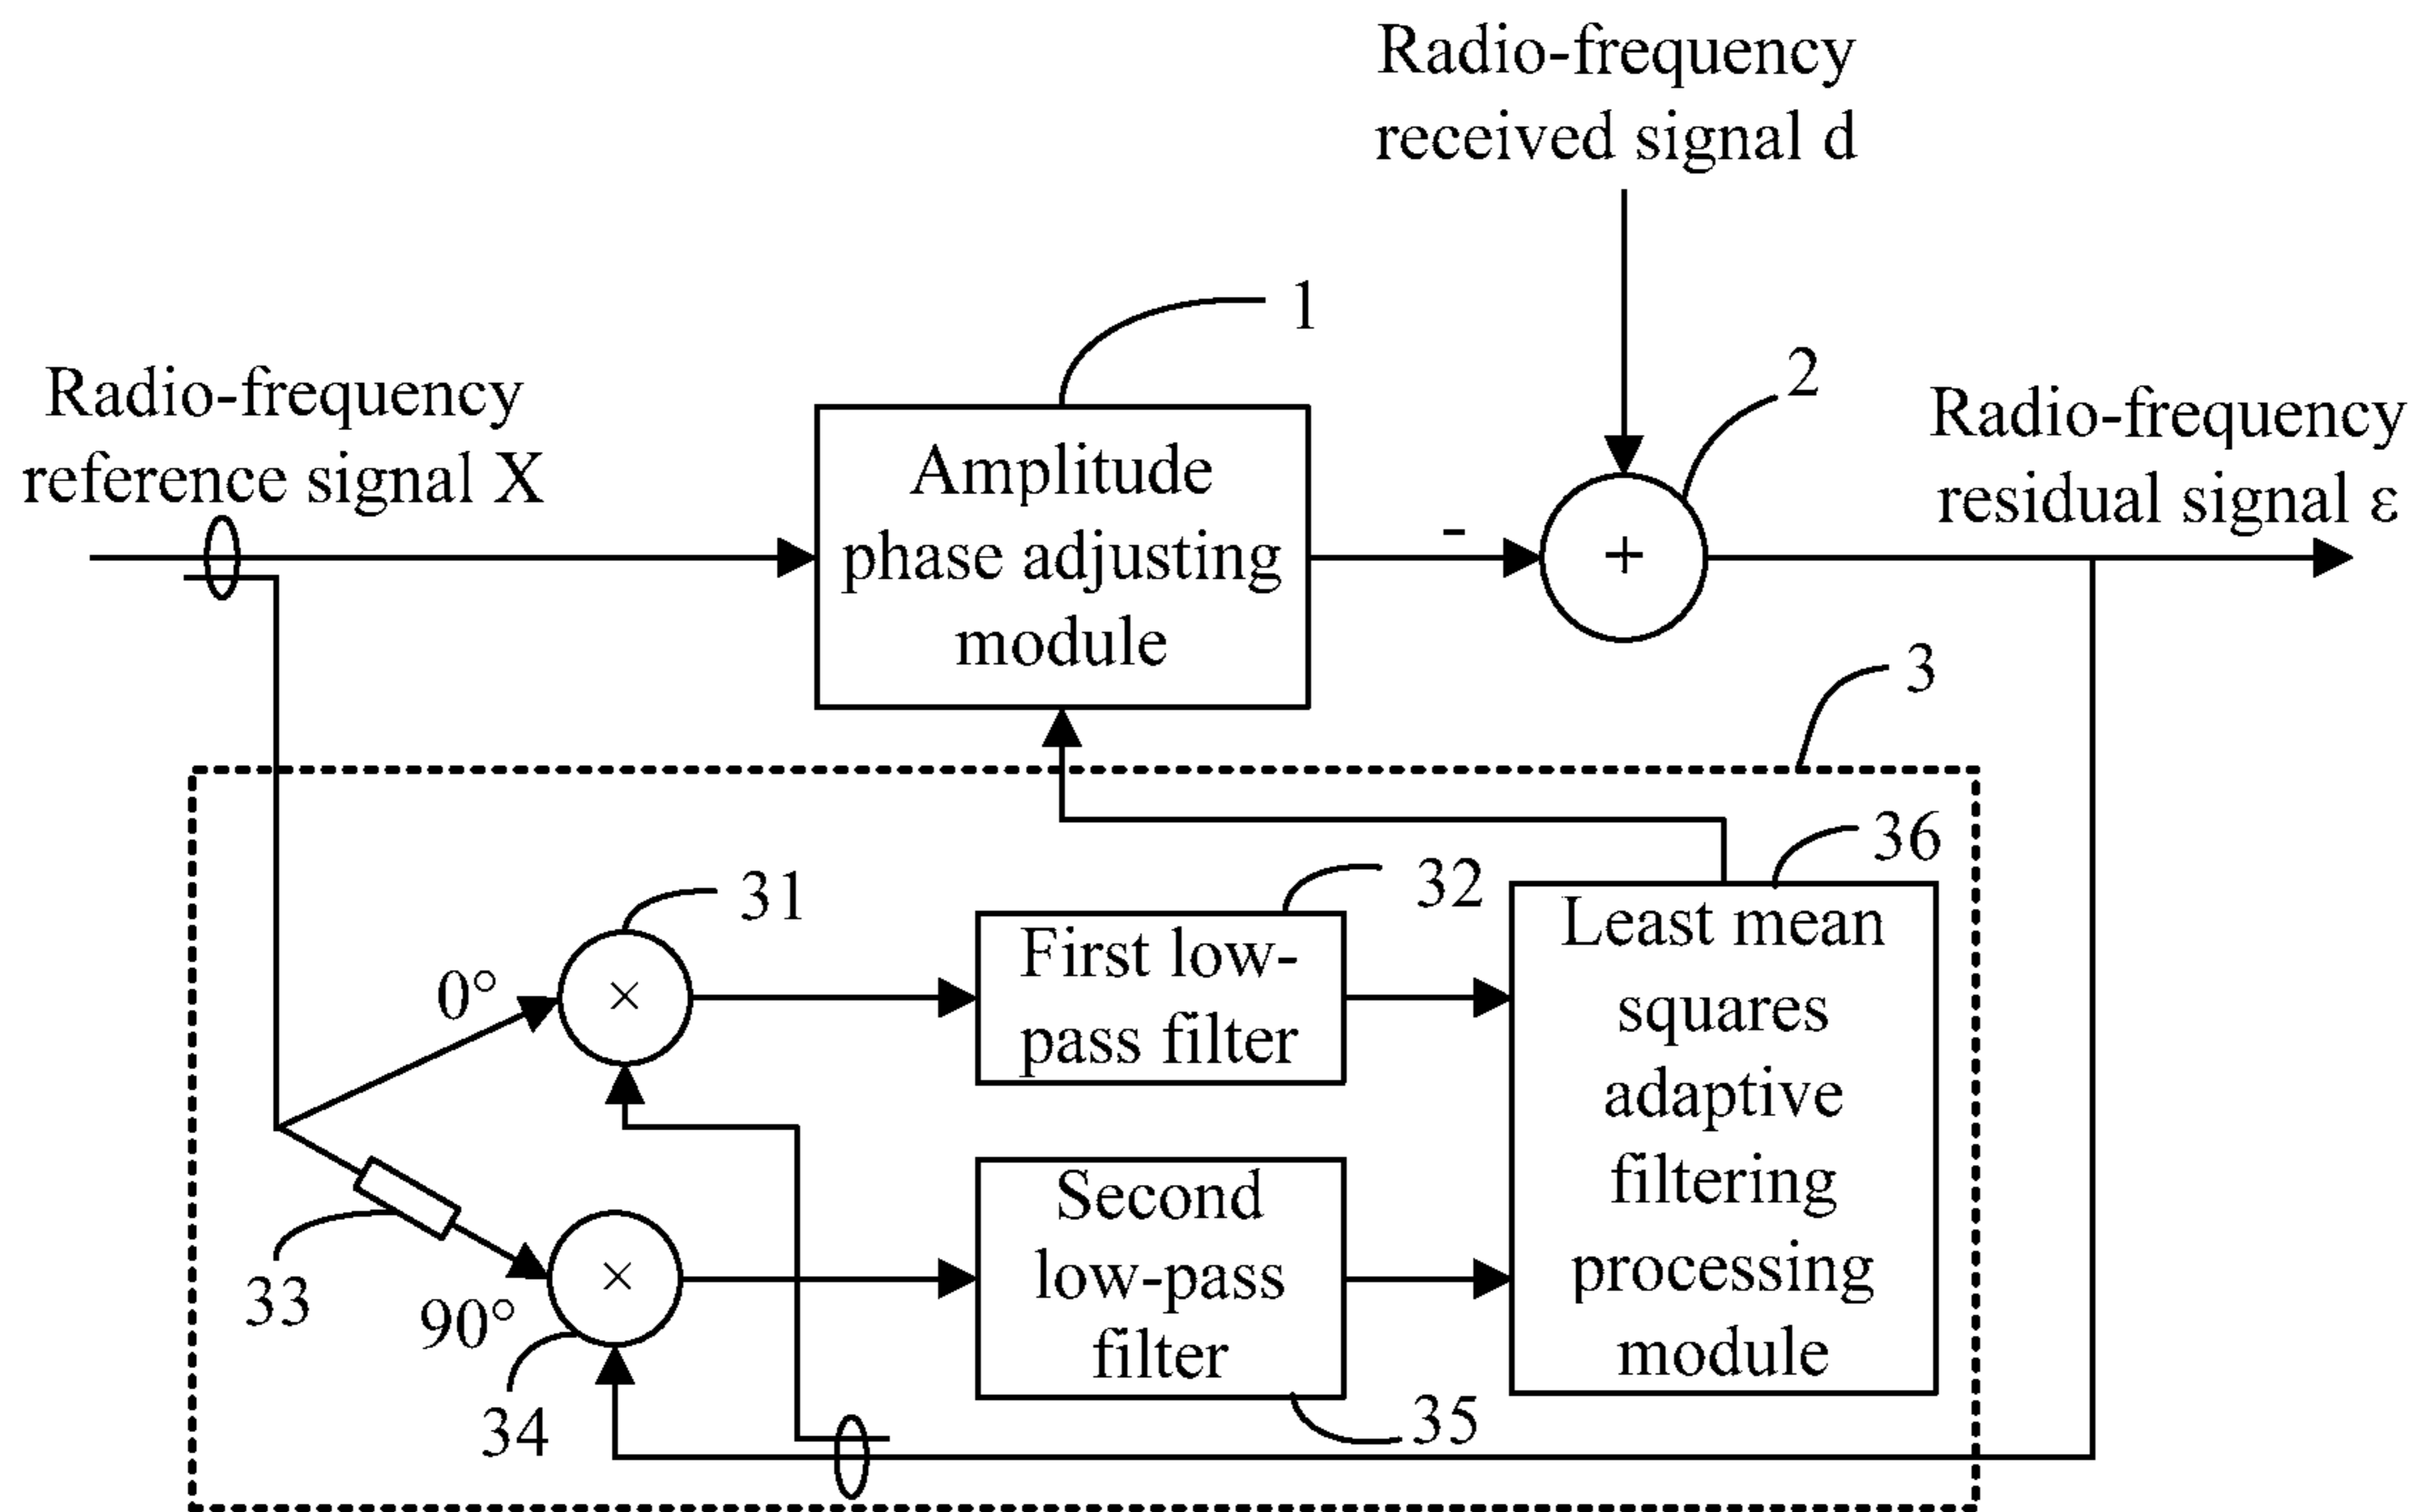 Radio-frequency
received signal d
1
2
Radio-frequency
reference signal X
Radio-frequency
residual signal ε
Amplitude
phase adjusting
module
-
+
3
36
32
31
Least mean
squares
adaptive
filtering
processing
module
First low-
pass filter
0°
×
Second
low-pass
filter
×
33
90°
34
35